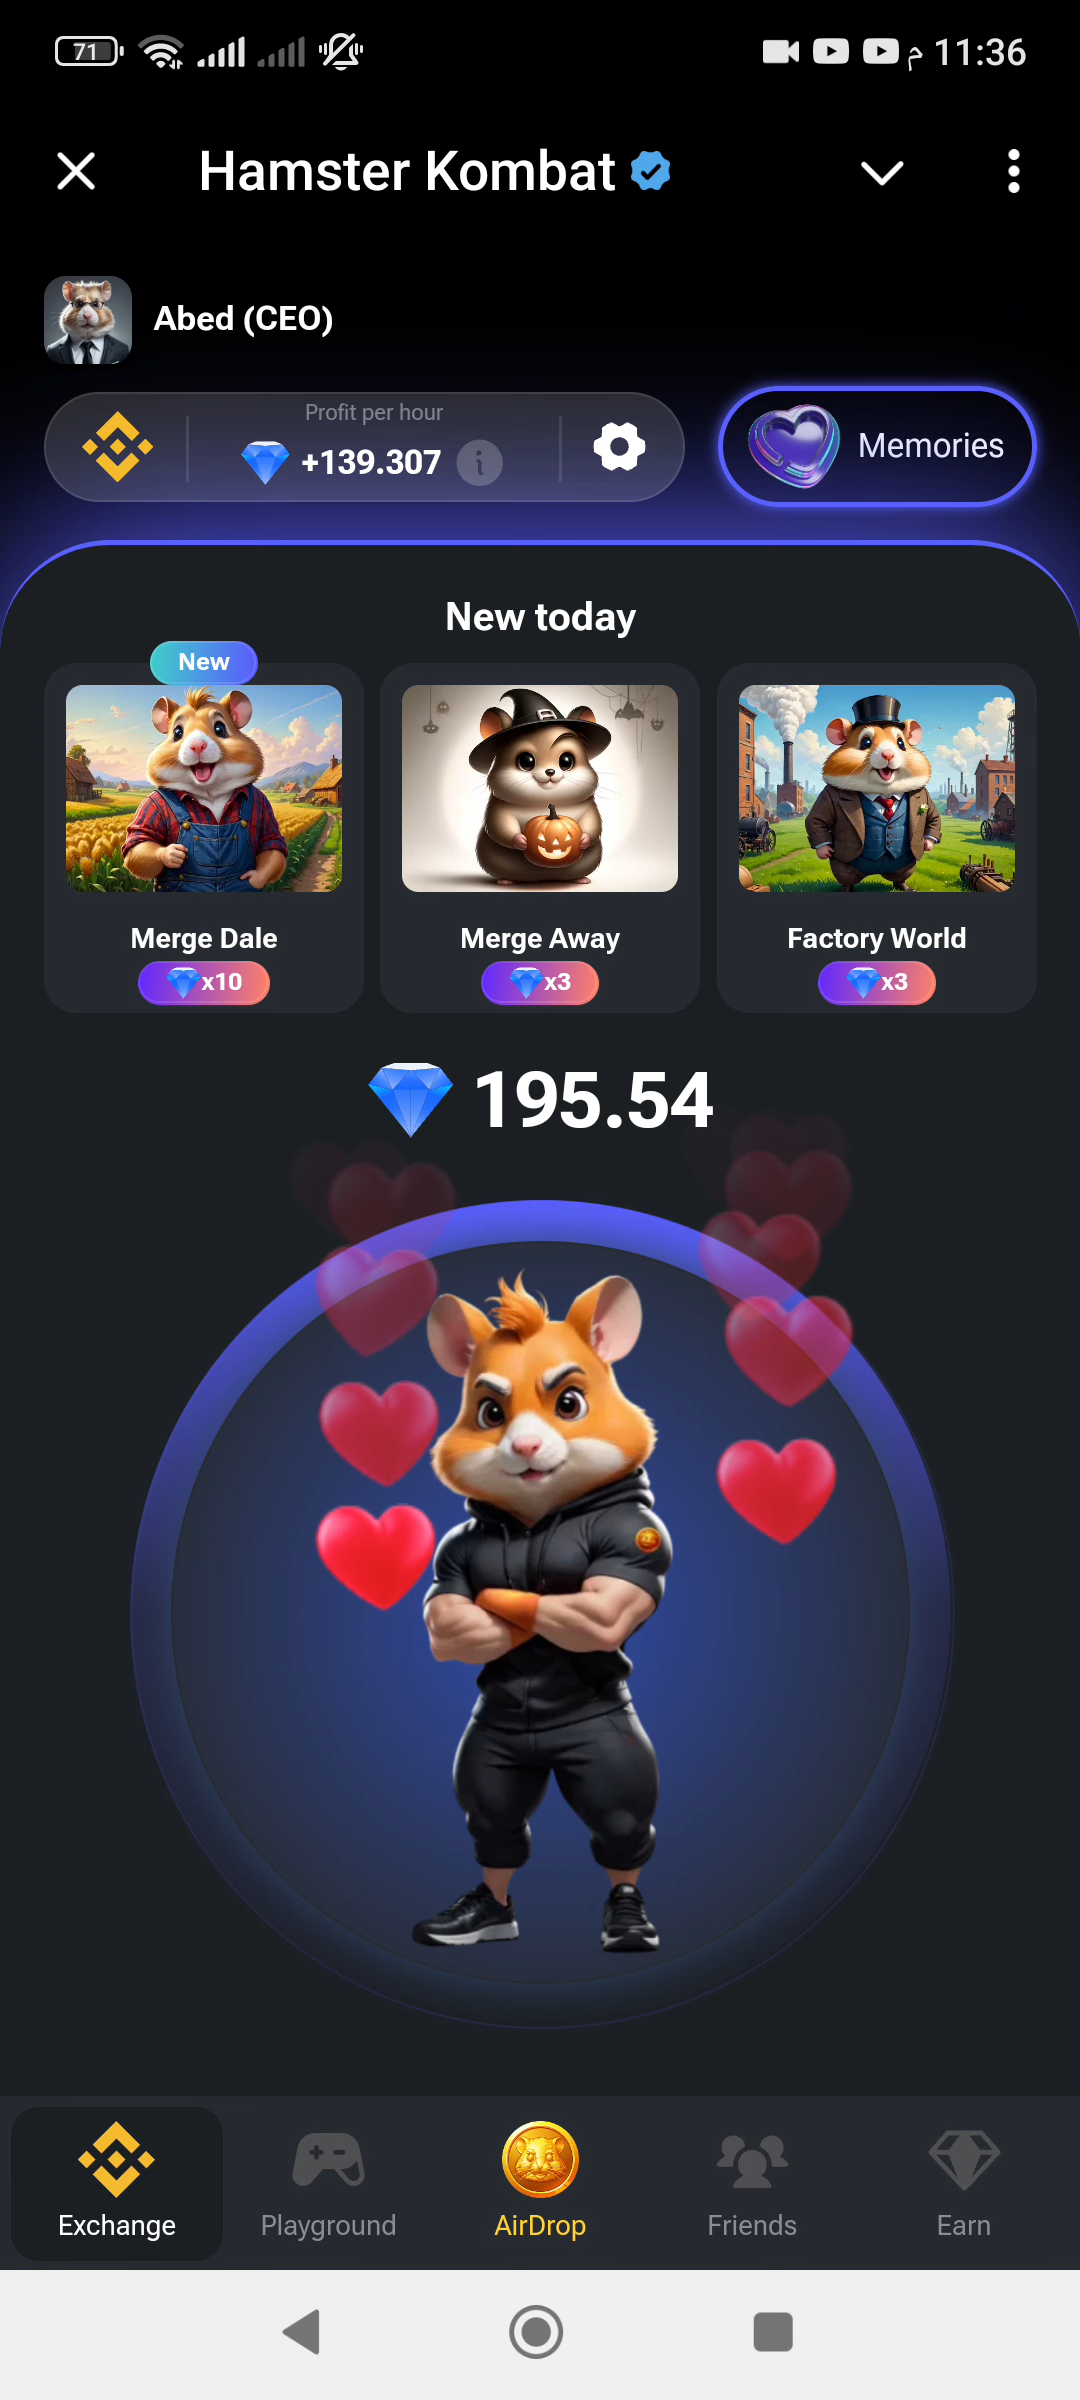 71
م 11:36
Hamster Kombat
Abed (CEO)
Profit per hour
+139.307
i
Memories
New today
New
Merge Dale
x10
Merge Away
x3
Factory World
x3
195.54
Exchange
Playground
AirDrop
Friends
Earn